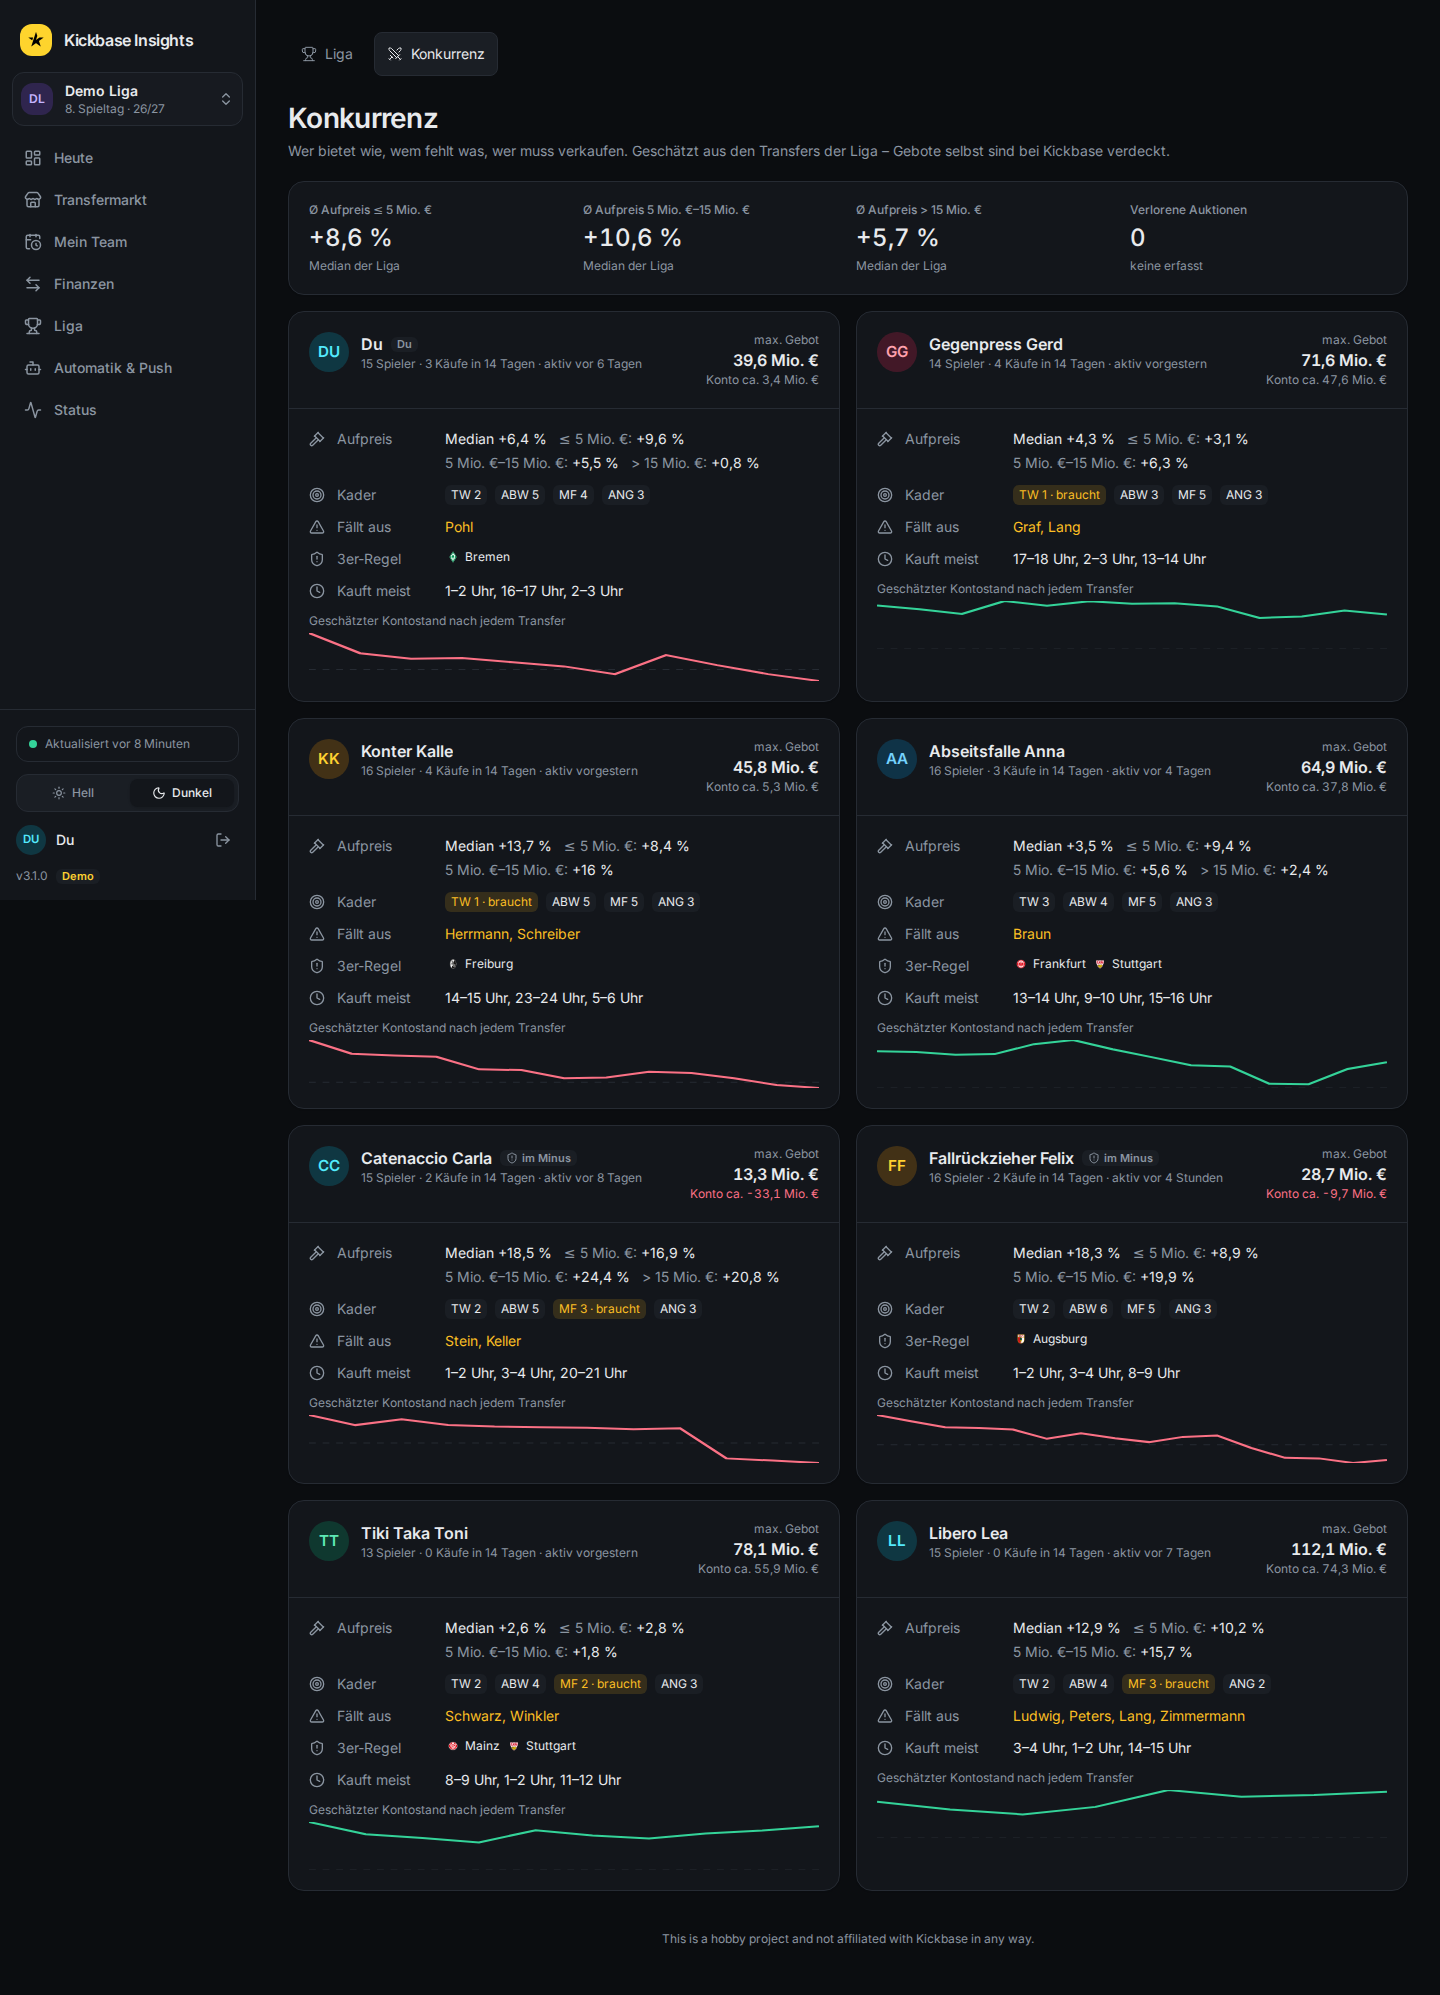 Kickbase Insights
DL
Demo Liga
8. Spieltag · 26/27
Heute
Transfermarkt
Mein Team
Finanzen
Liga
Automatik & Push
Status
Aktualisiert vor 8 Minuten
Hell
Dunkel
DU
Du
v3.1.0
Demo
Liga
Konkurrenz
Konkurrenz
Wer bietet wie, wem fehlt was, wer muss verkaufen. Geschätzt aus den Transfers der Liga – Gebote selbst sind bei Kickbase verdeckt.
Ø Aufpreis ≤ 5 Mio. €
+8,6 %
Median der Liga
Ø Aufpreis 5 Mio. €–15 Mio. €
+10,6 %
Median der Liga
Ø Aufpreis > 15 Mio. €
+5,7 %
Median der Liga
Verlorene Auktionen
0
keine erfasst
DU
Du Du
15 Spieler · 3 Käufe in 14 Tagen · aktiv vor 6 Tagen
max. Gebot
39,6 Mio. €
Konto ca. 3,4 Mio. €
Aufpreis
Median +6,4 % ≤ 5 Mio. €: +9,6 %
5 Mio. €–15 Mio. €: +5,5 % > 15 Mio. €: +0,8 %
Kader
TW 2 ABW 5 MF 4 ANG 3
Fällt aus
Pohl
3er-Regel
Bremen
Kauft meist
1–2 Uhr, 16–17 Uhr, 2–3 Uhr
Geschätzter Kontostand nach jedem Transfer
GG
Gegenpress Gerd
14 Spieler · 4 Käufe in 14 Tagen · aktiv vorgestern
max. Gebot
71,6 Mio. €
Konto ca. 47,6 Mio. €
Aufpreis
Median +4,3 % ≤ 5 Mio. €: +3,1 %
5 Mio. €–15 Mio. €: +6,3 %
Kader
TW 1 · braucht ABW 3 MF 5 ANG 3
Fällt aus
Graf, Lang
Kauft meist
17–18 Uhr, 2–3 Uhr, 13–14 Uhr
Geschätzter Kontostand nach jedem Transfer
KK
Konter Kalle
16 Spieler · 4 Käufe in 14 Tagen · aktiv vorgestern
max. Gebot
45,8 Mio. €
Konto ca. 5,3 Mio. €
Aufpreis
Median +13,7 % ≤ 5 Mio. €: +8,4 %
5 Mio. €–15 Mio. €: +16 %
Kader
TW 1 · braucht ABW 5 MF 5 ANG 3
Fällt aus
Herrmann, Schreiber
3er-Regel
Freiburg
Kauft meist
14–15 Uhr, 23–24 Uhr, 5–6 Uhr
Geschätzter Kontostand nach jedem Transfer
AA
Abseitsfalle Anna
16 Spieler · 3 Käufe in 14 Tagen · aktiv vor 4 Tagen
max. Gebot
64,9 Mio. €
Konto ca. 37,8 Mio. €
Aufpreis
Median +3,5 % ≤ 5 Mio. €: +9,4 %
5 Mio. €–15 Mio. €: +5,6 % > 15 Mio. €: +2,4 %
Kader
TW 3 ABW 4 MF 5 ANG 3
Fällt aus
Braun
3er-Regel
Frankfurt Stuttgart
Kauft meist
13–14 Uhr, 9–10 Uhr, 15–16 Uhr
Geschätzter Kontostand nach jedem Transfer
CC
Catenaccio Carla im Minus
15 Spieler · 2 Käufe in 14 Tagen · aktiv vor 8 Tagen
max. Gebot
13,3 Mio. €
Konto ca. -33,1 Mio. €
Aufpreis
Median +18,5 % ≤ 5 Mio. €: +16,9 %
5 Mio. €–15 Mio. €: +24,4 % > 15 Mio. €: +20,8 %
Kader
TW 2 ABW 5 MF 3 · braucht ANG 3
Fällt aus
Stein, Keller
Kauft meist
1–2 Uhr, 3–4 Uhr, 20–21 Uhr
Geschätzter Kontostand nach jedem Transfer
FF
Fallrückzieher Felix im Minus
16 Spieler · 2 Käufe in 14 Tagen · aktiv vor 4 Stunden
max. Gebot
28,7 Mio. €
Konto ca. -9,7 Mio. €
Aufpreis
Median +18,3 % ≤ 5 Mio. €: +8,9 %
5 Mio. €–15 Mio. €: +19,9 %
Kader
TW 2 ABW 6 MF 5 ANG 3
3er-Regel
Augsburg
Kauft meist
1–2 Uhr, 3–4 Uhr, 8–9 Uhr
Geschätzter Kontostand nach jedem Transfer
TT
Tiki Taka Toni
13 Spieler · 0 Käufe in 14 Tagen · aktiv vorgestern
max. Gebot
78,1 Mio. €
Konto ca. 55,9 Mio. €
Aufpreis
Median +2,6 % ≤ 5 Mio. €: +2,8 %
5 Mio. €–15 Mio. €: +1,8 %
Kader
TW 2 ABW 4 MF 2 · braucht ANG 3
Fällt aus
Schwarz, Winkler
3er-Regel
Mainz Stuttgart
Kauft meist
8–9 Uhr, 1–2 Uhr, 11–12 Uhr
Geschätzter Kontostand nach jedem Transfer
LL
Libero Lea
15 Spieler · 0 Käufe in 14 Tagen · aktiv vor 7 Tagen
max. Gebot
112,1 Mio. €
Konto ca. 74,3 Mio. €
Aufpreis
Median +12,9 % ≤ 5 Mio. €: +10,2 %
5 Mio. €–15 Mio. €: +15,7 %
Kader
TW 2 ABW 4 MF 3 · braucht ANG 2
Fällt aus
Ludwig, Peters, Lang, Zimmermann
Kauft meist
3–4 Uhr, 1–2 Uhr, 14–15 Uhr
Geschätzter Kontostand nach jedem Transfer
This is a hobby project and not affiliated with Kickbase in any way.